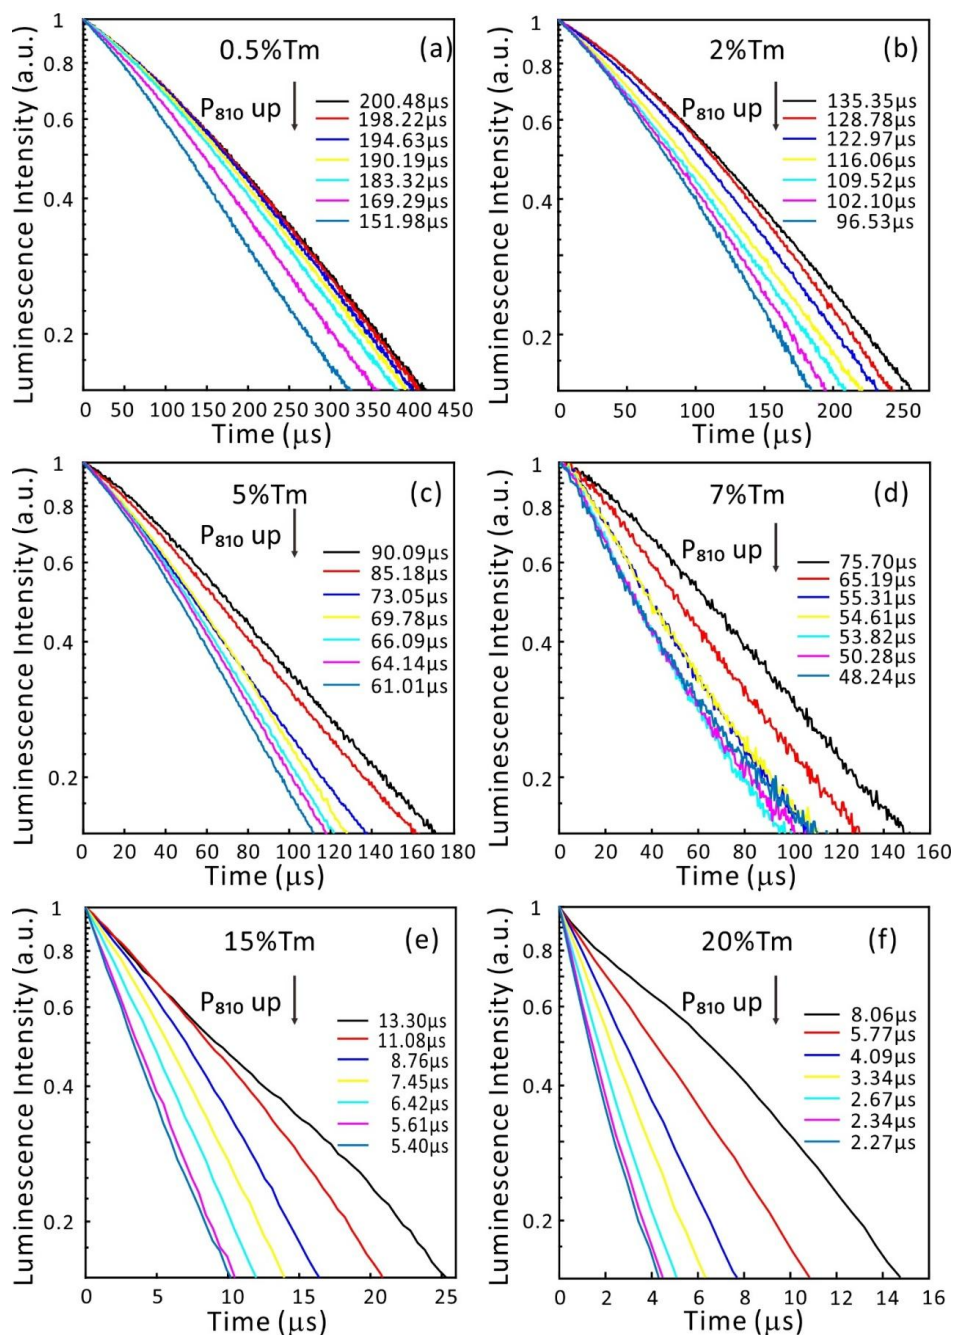 Luminescence Intensity (a.u.)
1
0.8
0.6
0.4
0.2
0.5%Tm
(a)
P₈₁₀ up
200.48μs
198.22μs
194.63μs
190.19μs
183.32μs
169.29μs
151.98μs
0 50 100 150 200 250 300 350 400 450
Time (μs)
Luminescence Intensity (a.u.)
1
0.8
0.6
0.4
0.2
2%Tm
(b)
P₈₁₀ up
135.35μs
128.78μs
122.97μs
116.06μs
109.52μs
102.10μs
96.53μs
0 50 100 150 200 250
Time (μs)
Luminescence Intensity (a.u.)
1
0.8
0.6
0.4
0.2
5%Tm
(c)
P₈₁₀ up
90.09μs
85.18μs
73.05μs
69.78μs
66.09μs
64.14μs
61.01μs
0 20 40 60 80 100 120 140 160 180
Time (μs)
Luminescence Intensity (a.u.)
1
0.8
0.6
0.4
0.2
7%Tm
(d)
P₈₁₀ up
75.70μs
65.19μs
55.31μs
54.61μs
53.82μs
50.28μs
48.24μs
0 20 40 60 80 100 120 140 160
Time (μs)
Luminescence Intensity (a.u.)
1
0.8
0.6
0.4
0.2
15%Tm
(e)
P₈₁₀ up
13.30μs
11.08μs
8.76μs
7.45μs
6.42μs
5.61μs
5.40μs
0 5 10 15 20 25
Time (μs)
Luminescence Intensity (a.u.)
1
0.8
0.6
0.4
0.2
20%Tm
(f)
P₈₁₀ up
8.06μs
5.77μs
4.09μs
3.34μs
2.67μs
2.34μs
2.27μs
0 2 4 6 8 10 12 14 16
Time (μs)